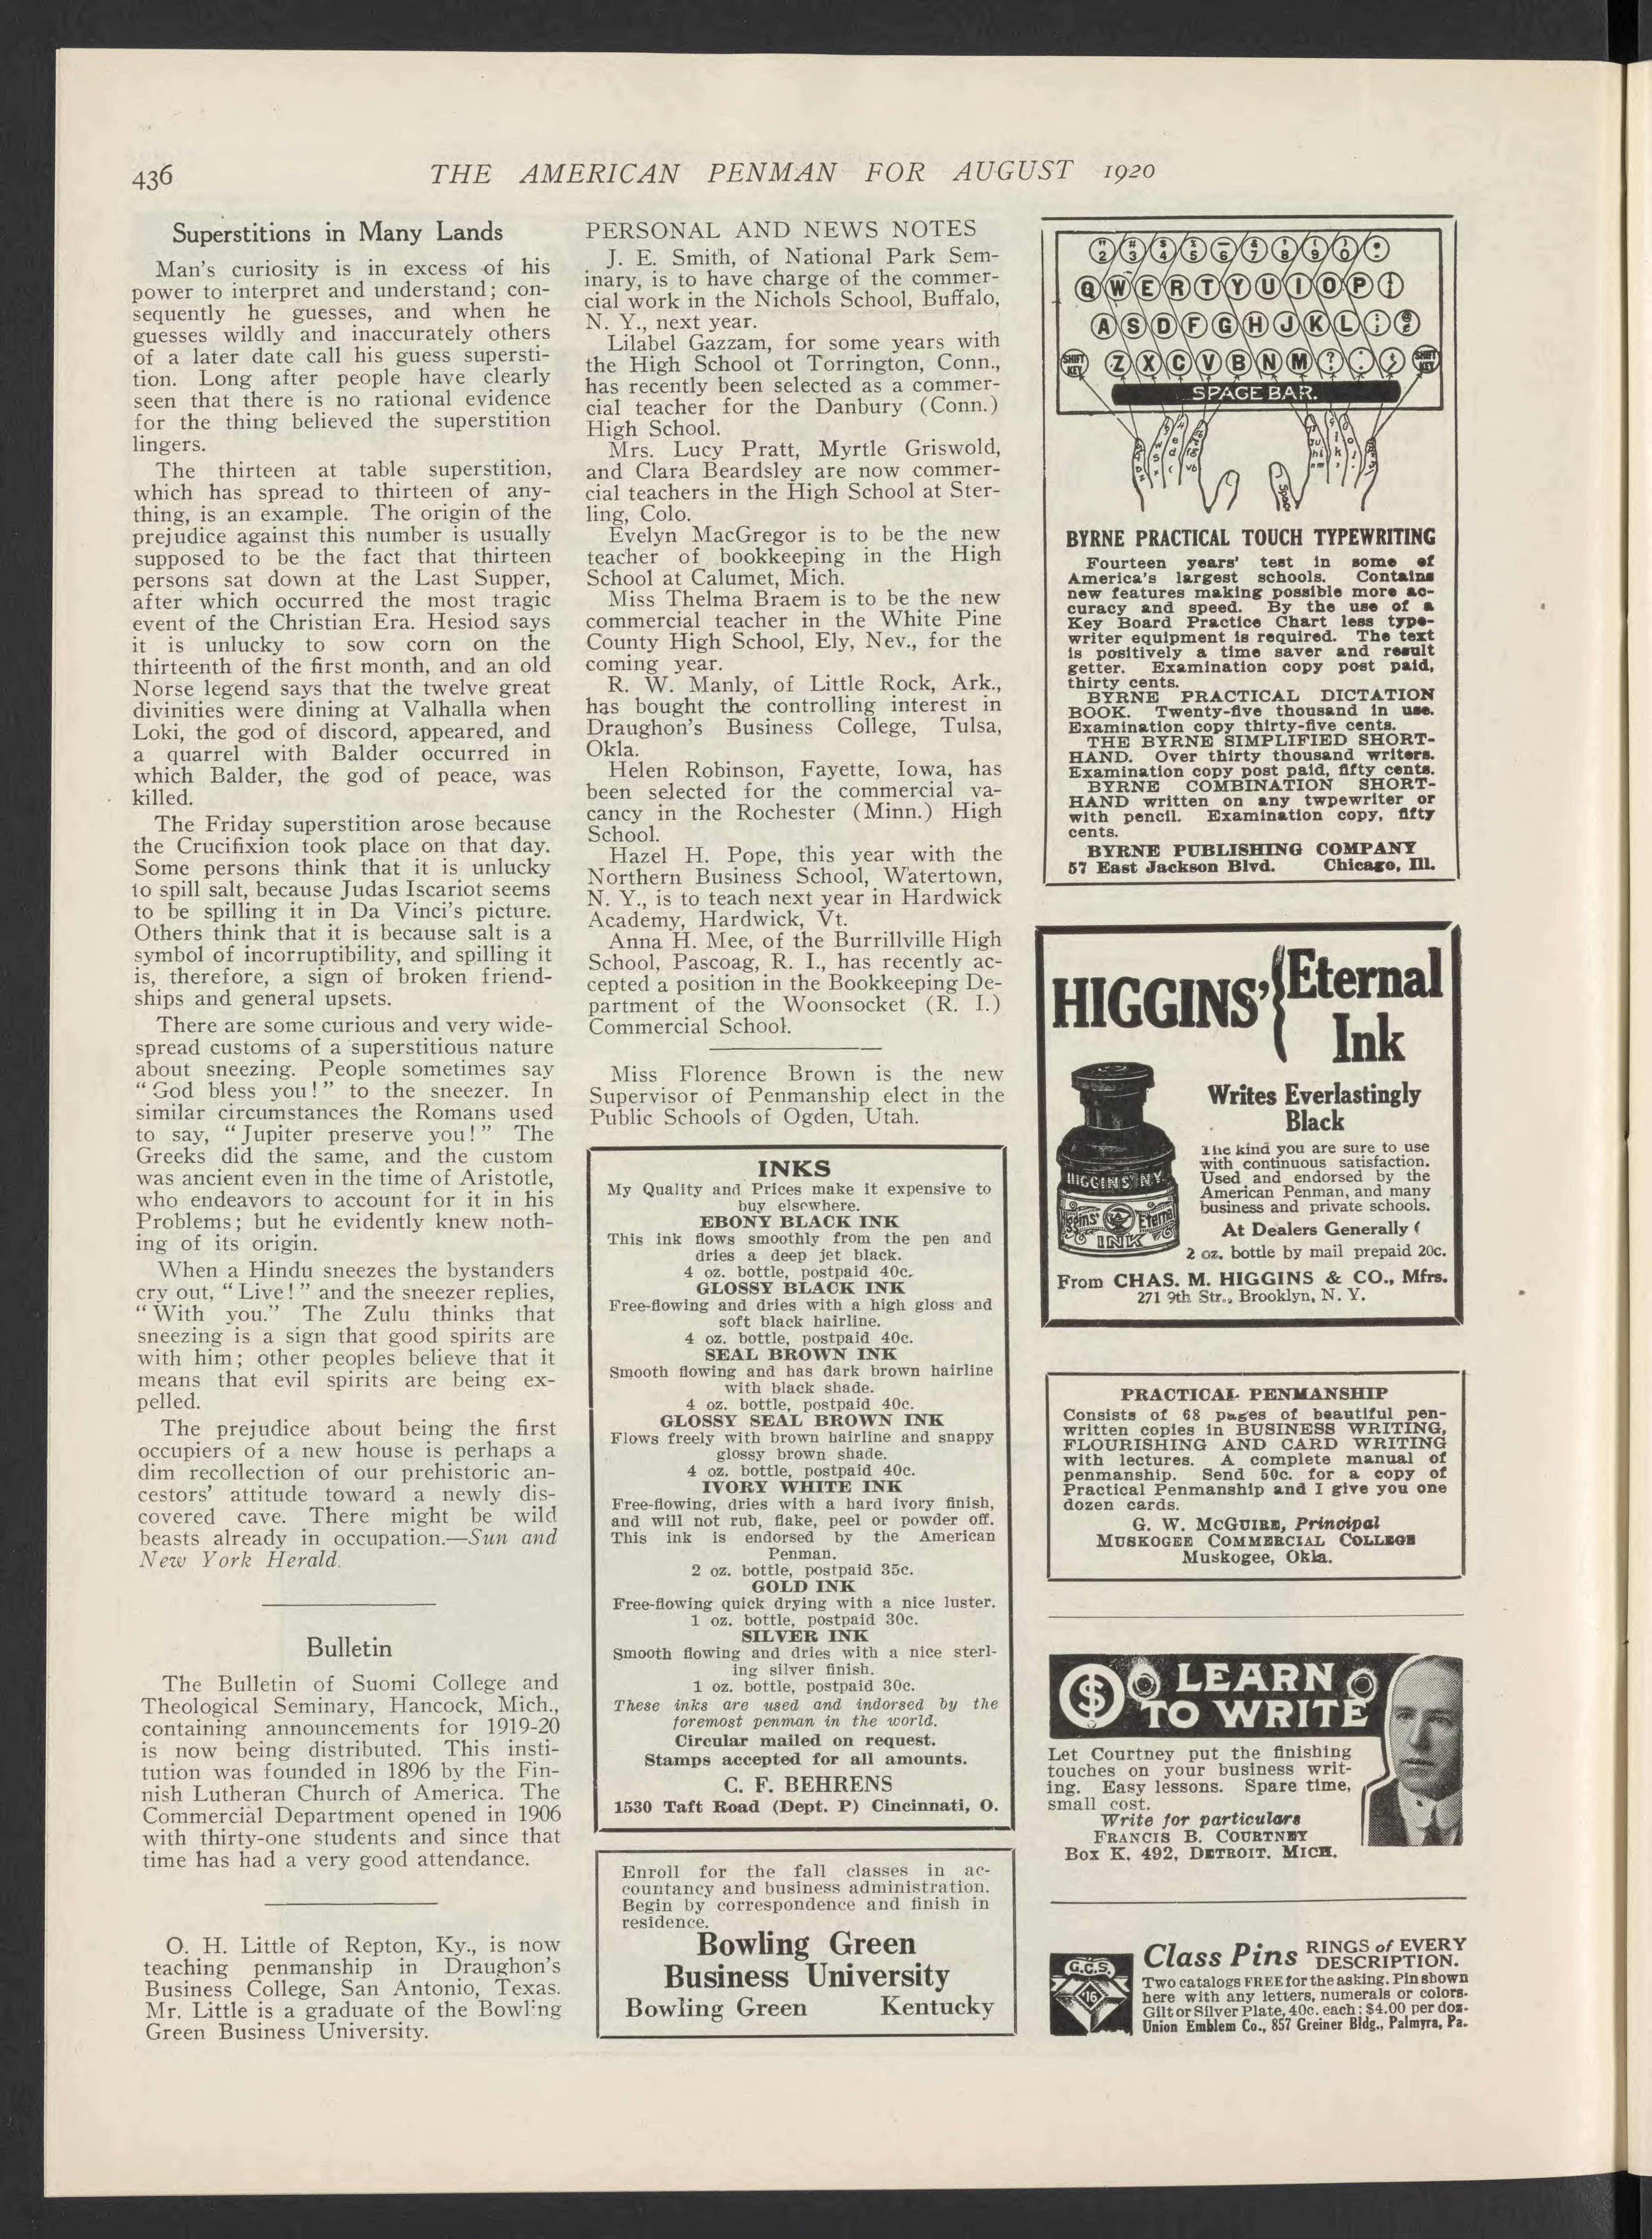 436
THE AMERICAN PENMAN FOR AUGUST 1920
Superstitions in Many Lands
Man's curiosity is in excess of his
power to interpret and understand; con-
sequently he guesses, and when he
guesses wildly and inaccurately others
of a later date call his guess supersti-
tion. Long after people have clearly
seen that there is no rational evidence
for the thing believed the superstition
lingers.
The thirteen at table superstition,
which has spread to thirteen of any-
thing, is an example. The origin of the
prejudice against this number is usually
supposed to be the fact that thirteen
persons sat down at the Last Supper,
after which occurred the most tragic
event of the Christian Era. Hesiod says
it is unlucky to sow corn on the
thirteenth of the first month, and an old
Norse legend says that the twelve great
divinities were dining at Valhalla when
Loki, the god of discord, appeared, and
a quarrel with Balder occurred in
which Balder, the god of peace, was
killed.
The Friday superstition arose because
the Crucifixion took place on that day.
Some persons think that it is unlucky
to spill salt, because Judas Iscariot seems
to be spilling it in Da Vinci's picture.
Others think that it is because salt is a
symbol of incorruptibility, and spilling it
is, therefore, a sign of broken friend-
ships and general upsets.
There are some curious and very wide-
spread customs of a superstitious nature
about sneezing. People sometimes say
"God bless you!" to the sneezer. In
similar circumstances the Romans used
to say, "Jupiter preserve you!" The
Greeks did the same, and the custom
was ancient even in the time of Aristotle,
who endeavors to account for it in his
Problems; but he evidently knew noth-
ing of its origin.
When a Hindu sneezes the bystanders
cry out, "Live!" and the sneezer replies,
"With you." The Zulu thinks that
sneezing is a sign that good spirits are
with him; other peoples believe that it
means that evil spirits are being ex-
pelled.
The prejudice about being the first
occupiers of a new house is perhaps a
dim recollection of our prehistoric an-
cestors' attitude toward a newly dis-
covered cave. There might be wild
beasts already in occupation.—Sun and
New York Herald.
Bulletin
The Bulletin of Suomi College and
Theological Seminary, Hancock, Mich.,
containing announcements for 1919-20
is now being distributed. This insti-
tution was founded in 1896 by the Fin-
nish Lutheran Church of America. The
Commercial Department opened in 1906
with thirty-one students and since that
time has had a very good attendance.
O. H. Little of Repton, Ky., is now
teaching penmanship in Draughon's
Business College, San Antonio, Texas.
Mr. Little is a graduate of the Bowling
Green Business University.
PERSONAL AND NEWS NOTES
J. E. Smith, of National Park Sem-
inary, is to have charge of the commer-
cial work in the Nichols School, Buffalo,
N. Y., next year.
Lilabel Gazzam, for some years with
the High School ot Torrington, Conn.,
has recently been selected as a commer-
cial teacher for the Danbury (Conn.)
High School.
Mrs. Lucy Pratt, Myrtle Griswold,
and Clara Beardsley are now commer-
cial teachers in the High School at Ster-
ling, Colo.
Evelyn MacGregor is to be the new
teacher of bookkeeping in the High
School at Calumet, Mich.
Miss Thelma Braem is to be the new
commercial teacher in the White Pine
County High School, Ely, Nev., for the
coming year.
R. W. Manly, of Little Rock, Ark.,
has bought the controlling interest in
Draughon's Business College, Tulsa,
Okla.
Helen Robinson, Fayette, Iowa, has
been selected for the commercial va-
cancy in the Rochester (Minn.) High
School.
Hazel H. Pope, this year with the
Northern Business School, Watertown,
N. Y., is to teach next year in Hardwick
Academy, Hardwick, Vt.
Anna H. Mee, of the Burrillville High
School, Pascoag, R. I., has recently ac-
cepted a position in the Bookkeeping De-
partment of the Woonsocket (R. I.)
Commercial School.
Miss Florence Brown is the new
Supervisor of Penmanship elect in the
Public Schools of Ogden, Utah.
INKS
My Quality and Prices make it expensive to
buy elsewhere.
EBONY BLACK INK
This ink flows smoothly from the pen and
dries a deep jet black.
4 oz. bottle, postpaid 40c.
GLOSSY BLACK INK
Free-flowing and dries with a high gloss and
soft black hairline.
4 oz. bottle, postpaid 40c.
SEAL BROWN INK
Smooth flowing and has dark brown hairline
with black shade.
4 oz. bottle, postpaid 40c.
GLOSSY SEAL BROWN INK
Flows freely with brown hairline and snappy
glossy brown shade.
4 oz. bottle, postpaid 40c.
IVORY WHITE INK
Free-flowing, dries with a hard ivory finish,
and will not rub, flake, peel or powder off.
This ink is endorsed by the American
Penman.
2 oz. bottle, postpaid 35c.
GOLD INK
Free-flowing quick drying with a nice luster.
1 oz. bottle, postpaid 30c.
SILVER INK
Smooth flowing and dries with a nice sterl-
ing silver finish.
1 oz. bottle, postpaid 30c.
These inks are used and indorsed by the
foremost penman in the world.
Circular mailed on request.
Stamps accepted for all amounts.
C. F. BEHRENS
1530 Taft Road (Dept. P) Cincinnati, O.
Enroll for the fall classes in ac-
countancy and business administration.
Begin by correspondence and finish in
residence.
Bowling Green
Business University
Bowling Green Kentucky
2 3 4 5 6 7 8 9 0
Q W E R T Y U I O P
A S D F G H J K L
SHIFT KEY Z X C V B N M ? SHIFT KEY
SPACE BAR.
BYRNE PRACTICAL TOUCH TYPEWRITING
Fourteen years' test in some of
America's largest schools. Contains
new features making possible more ac-
curacy and speed. By the use of a
Key Board Practice Chart less type-
writer equipment is required. The text
is positively a time saver and result
getter. Examination copy post paid,
thirty cents.
BYRNE PRACTICAL DICTATION
BOOK. Twenty-five thousand in use.
Examination copy thirty-five cents.
THE BYRNE SIMPLIFIED SHORT-
HAND. Over thirty thousand writers.
Examination copy post paid, fifty cents.
BYRNE COMBINATION SHORT-
HAND written on any twpewriter or
with pencil. Examination copy, fifty
cents.
BYRNE PUBLISHING COMPANY
57 East Jackson Blvd. Chicago, Ill.
HIGGINS' Eternal
Ink
Writes Everlastingly
Black
The kind you are sure to use
with continuous satisfaction.
Used and endorsed by the
American Penman, and many
business and private schools.
At Dealers Generally
2 oz. bottle by mail prepaid 20c.
HIGGINS' N.Y.
Higgins' Eternal
INK
From CHAS. M. HIGGINS & CO., Mfrs.
271 9th Str., Brooklyn, N. Y.
PRACTICAL PENMANSHIP
Consists of 68 pages of beautiful pen-
written copies in BUSINESS WRITING,
FLOURISHING AND CARD WRITING
with lectures. A complete manual of
penmanship. Send 50c. for a copy of
Practical Penmanship and I give you one
dozen cards.
G. W. MCGUIRE, Principal
MUSKOGEE COMMERCIAL COLLEGE
Muskogee, Okla.
$ LEARN
TO WRITE
Let Courtney put the finishing
touches on your business writ-
ing. Easy lessons. Spare time,
small cost.
Write for particulars
FRANCIS B. COURTNEY
Box K, 492, DETROIT. MICH.
G.C.S.
'16
Class Pins RINGS of EVERY
DESCRIPTION.
Two catalogs FREE for the asking. Pin shown
here with any letters, numerals or colors.
Gilt or Silver Plate, 40c. each; $4.00 per doz.
Union Emblem Co., 857 Greiner Bldg., Palmyra, Pa.